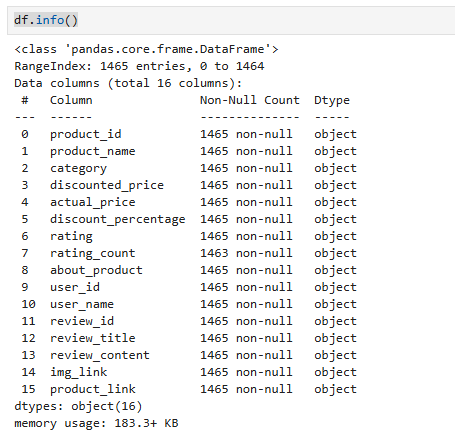 df.info()
<class 'pandas.core.frame.DataFrame'>
RangeIndex: 1465 entries, 0 to 1464
Data columns (total 16 columns):
 #   Column               Non-Null Count  Dtype
---  ------               --------------  -----
 0   product_id           1465 non-null   object
 1   product_name         1465 non-null   object
 2   category             1465 non-null   object
 3   discounted_price     1465 non-null   object
 4   actual_price         1465 non-null   object
 5   discount_percentage  1465 non-null   object
 6   rating               1465 non-null   object
 7   rating_count         1463 non-null   object
 8   about_product        1465 non-null   object
 9   user_id              1465 non-null   object
 10  user_name            1465 non-null   object
 11  review_id            1465 non-null   object
 12  review_title         1465 non-null   object
 13  review_content       1465 non-null   object
 14  img_link             1465 non-null   object
 15  product_link         1465 non-null   object
dtypes: object(16)
memory usage: 183.3+ KB